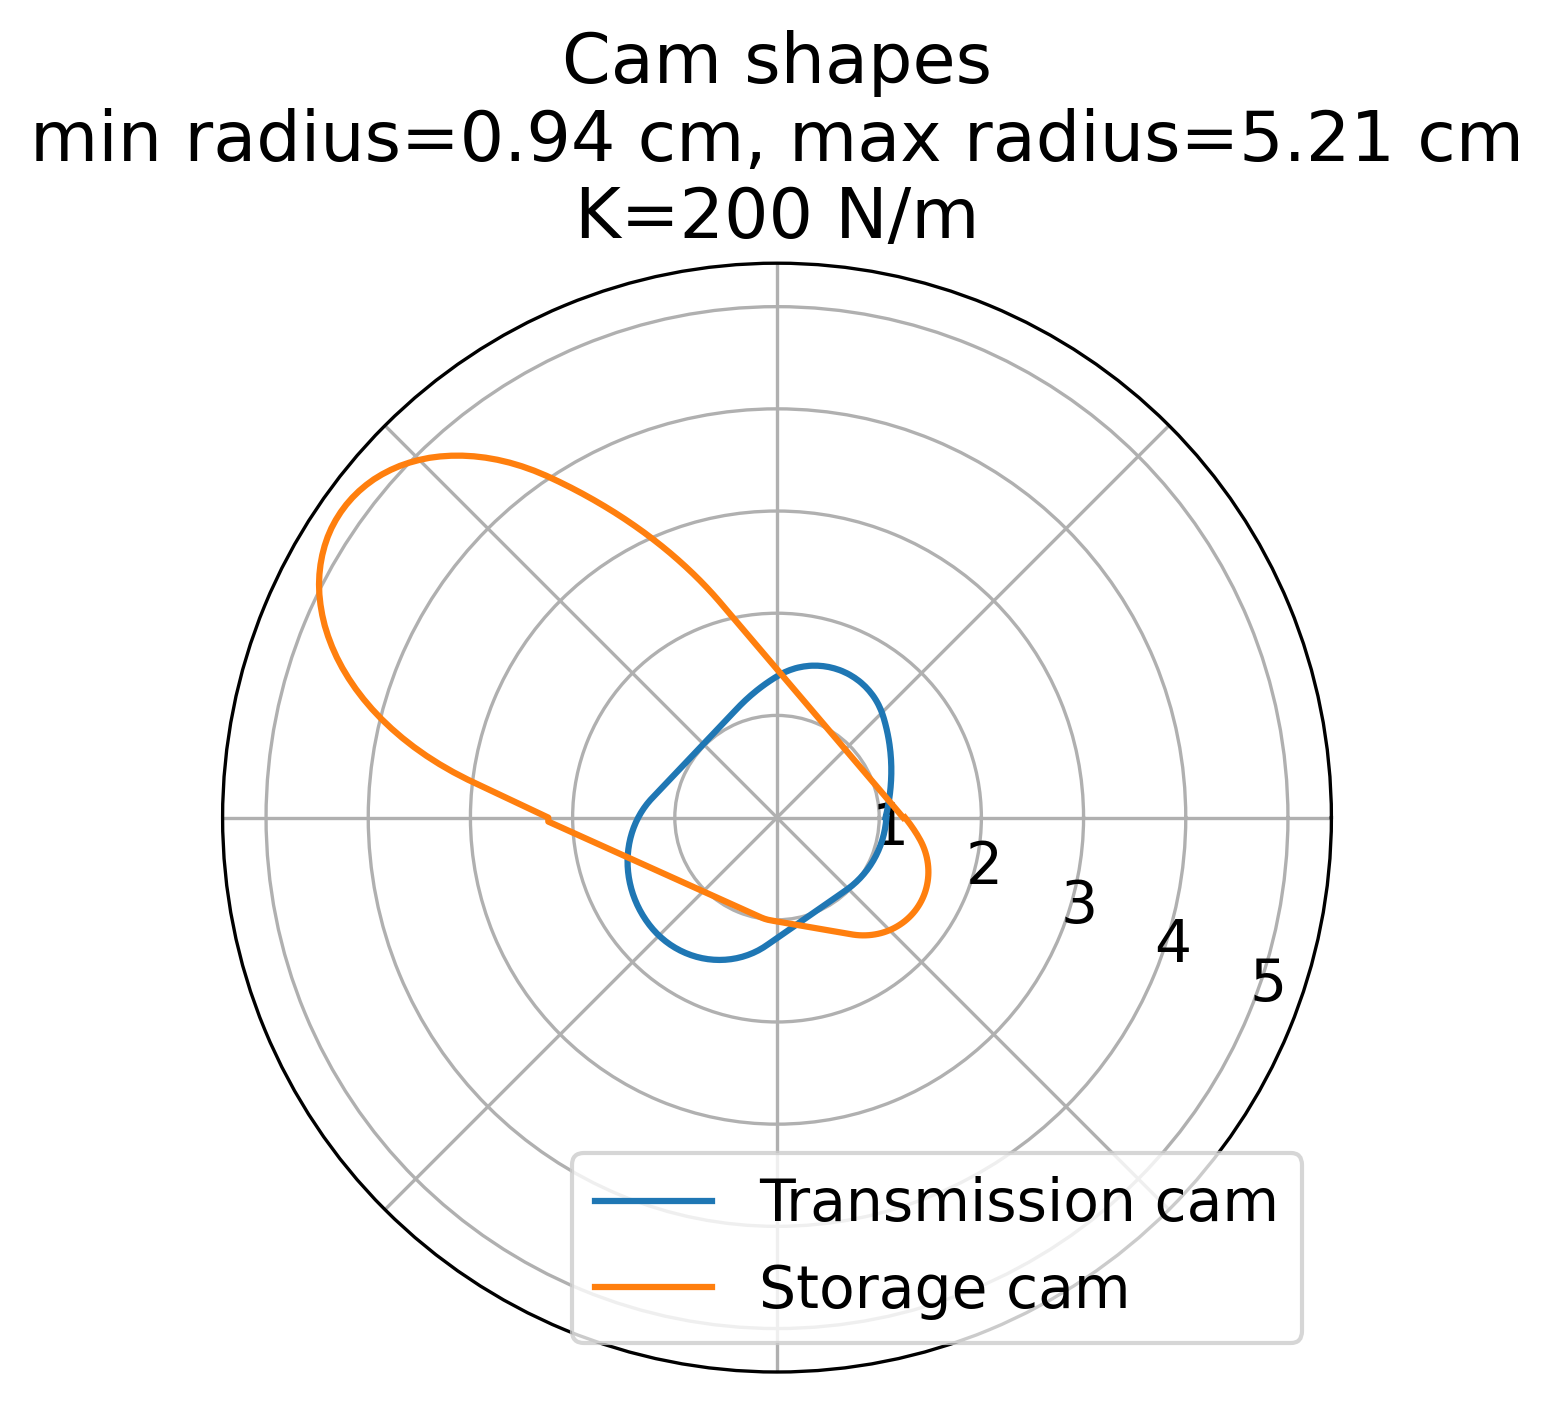 Cam shapes
min radius=0.94 cm, max radius=5.21 cm
K=200 N/m
1
2
3
4
5
Transmission cam
Storage cam